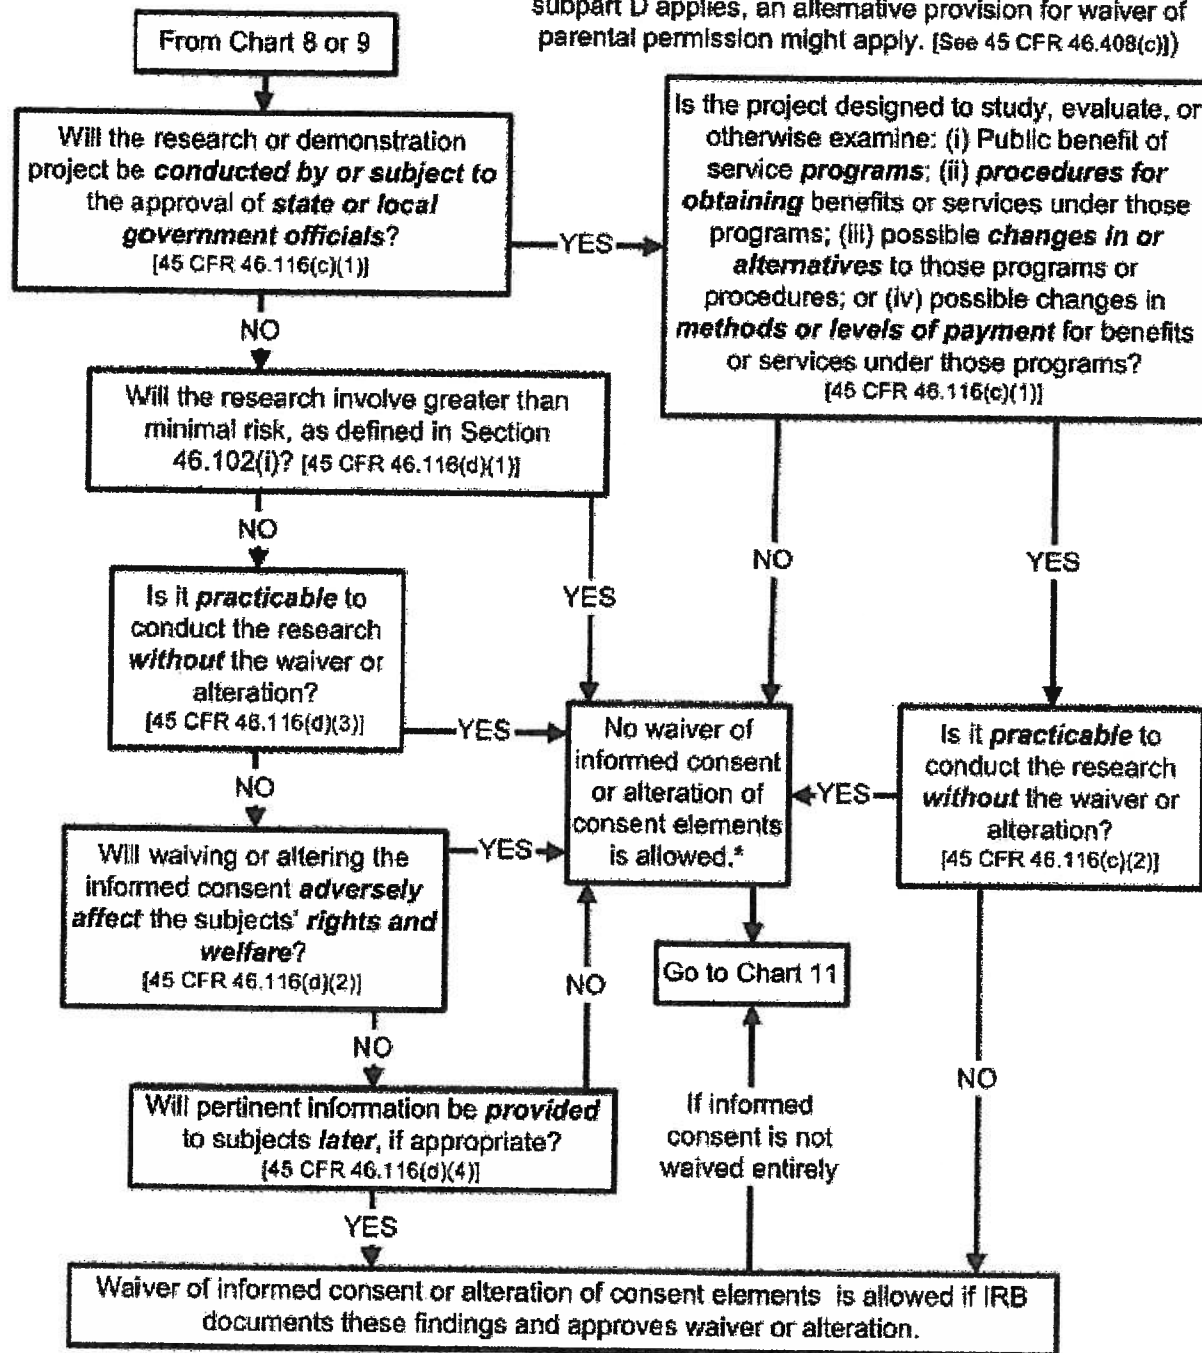 subpart D applies, an alternative provision for waiver of
parental permission might apply. [See 45 CFR 46.408(c)])
From Chart 8 or 9
Will the research or demonstration
project be conducted by or subject to
the approval of state or local
government officials?
[45 CFR 46.116(c)(1)]
YES
Is the project designed to study, evaluate, or
otherwise examine: (i) Public benefit of
service programs; (ii) procedures for
obtaining benefits or services under those
programs; (iii) possible changes in or
alternatives to those programs or
procedures; or (iv) possible changes in
methods or levels of payment for benefits
or services under those programs?
[45 CFR 46.116(c)(1)]
NO
Will the research involve greater than
minimal risk, as defined in Section
46.102(i)? [45 CFR 46.116(d)(1)]
NO
YES
NO
YES
Is it practicable to
conduct the research
without the waiver or
alteration?
[45 CFR 46.116(d)(3)]
YES
No waiver of
informed consent
or alteration of
consent elements
is allowed.*
YES
Is it practicable to
conduct the research
without the waiver or
alteration?
[45 CFR 46.116(c)(2)]
NO
Will waiving or altering the
informed consent adversely
affect the subjects' rights and
welfare?
[45 CFR 46.116(d)(2)]
YES
NO
Go to Chart 11
NO
NO
Will pertinent information be provided
to subjects later, if appropriate?
[45 CFR 46.116(d)(4)]
If informed
consent is not
waived entirely
YES
Waiver of informed consent or alteration of consent elements is allowed if IRB
documents these findings and approves waiver or alteration.